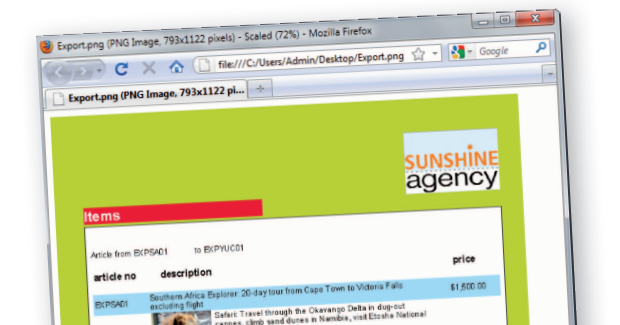 Export.png (PNG Image, 793x1122 pixels) - Scaled (72%) - Mozilla Firefox
file:///C:/Users/Admin/Desktop/Export.png
Google
Export.png (PNG Image, 793x1122 pi...
SUNSHINE
agency
Items
Article from EXPSA01 to EXPYUC01
article no description price
EXPSA01 Southern Africa Explorer: 20-day tour from Cape Town to Victoria Falls $1,500.00
excluding flight
Safari: Travel through the Okavango Delta in dug-out
canoes, climb sand dunes in Namibia, visit Etosha National